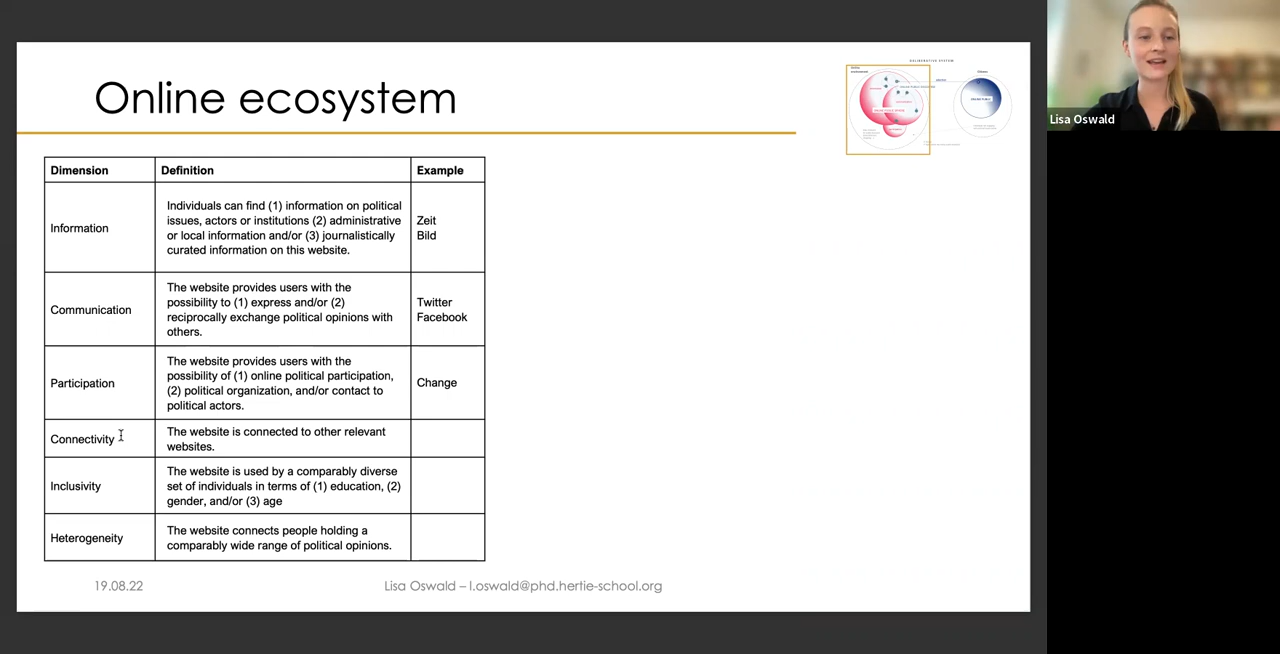 Online ecosystem
DELIBERATIVE SYSTEM
Lisa Oswald
Dimension
Definition
Example
Information
Individuals can find (1) information on political
issues, actors or institutions (2) administrative
or local information and/or (3) journalistically
curated information on this website.
Zeit
Bild
Communication
The website provides users with the
possibility to (1) express and/or (2)
reciprocally exchange political opinions with
others.
Twitter
Facebook
Participation
The website provides users with the
possibility of (1) online political participation,
(2) political organization, and/or contact to
political actors.
Change
Connectivity
The website is connected to other relevant
websites.
Inclusivity
The website is used by a comparably diverse
set of individuals in terms of (1) education, (2)
gender, and/or (3) age
Heterogeneity
The website connects people holding a
comparably wide range of political opinions.
19.08.22
Lisa Oswald – l.oswald@phd.hertie-school.org